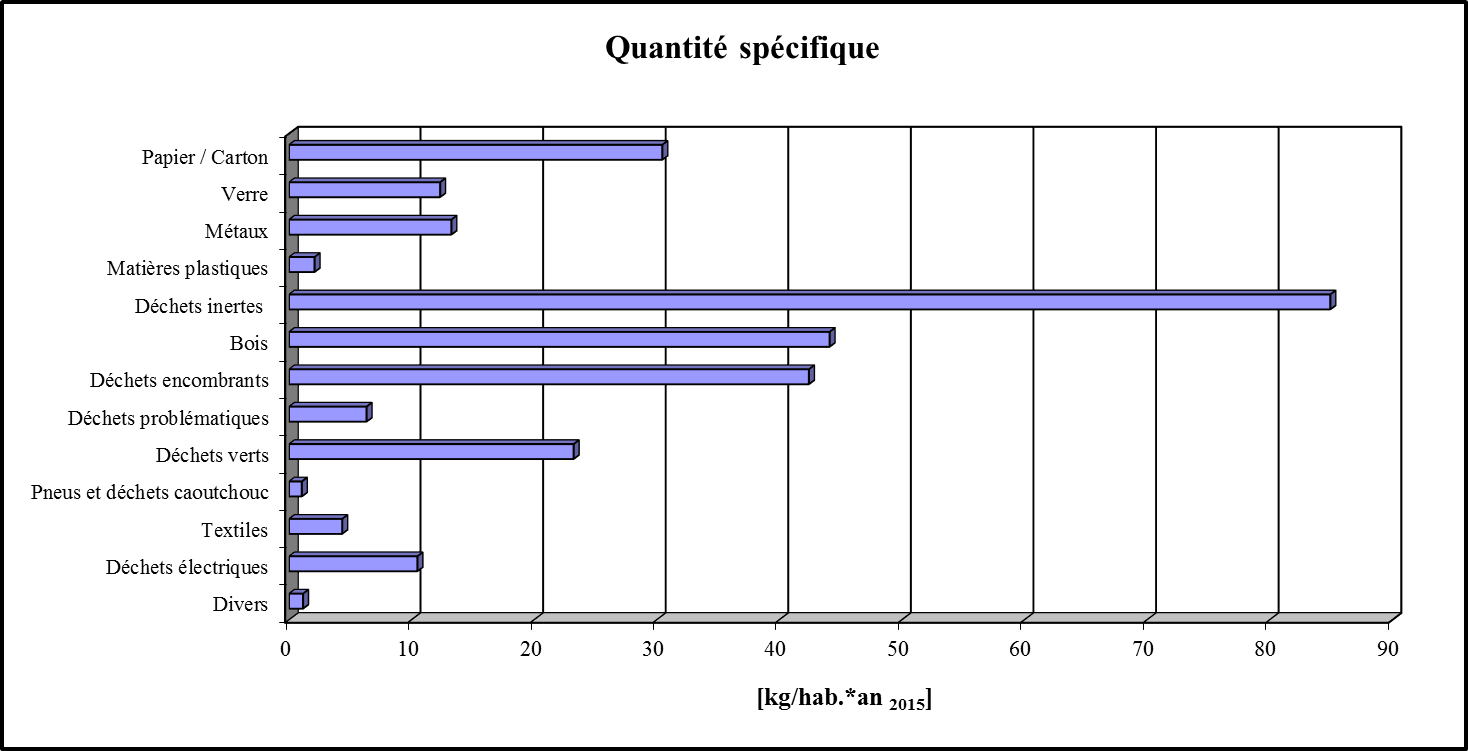 Quantité spécifique
Papier / Carton
Verre
Métaux
Matières plastiques
Déchets inertes
Bois
Déchets encombrants
Déchets problématiques
Déchets verts
Pneus et déchets caoutchouc
Textiles
Déchets électriques
Divers
0 10 20 30 40 50 60 70 80 90
[kg/hab.*an 2015]